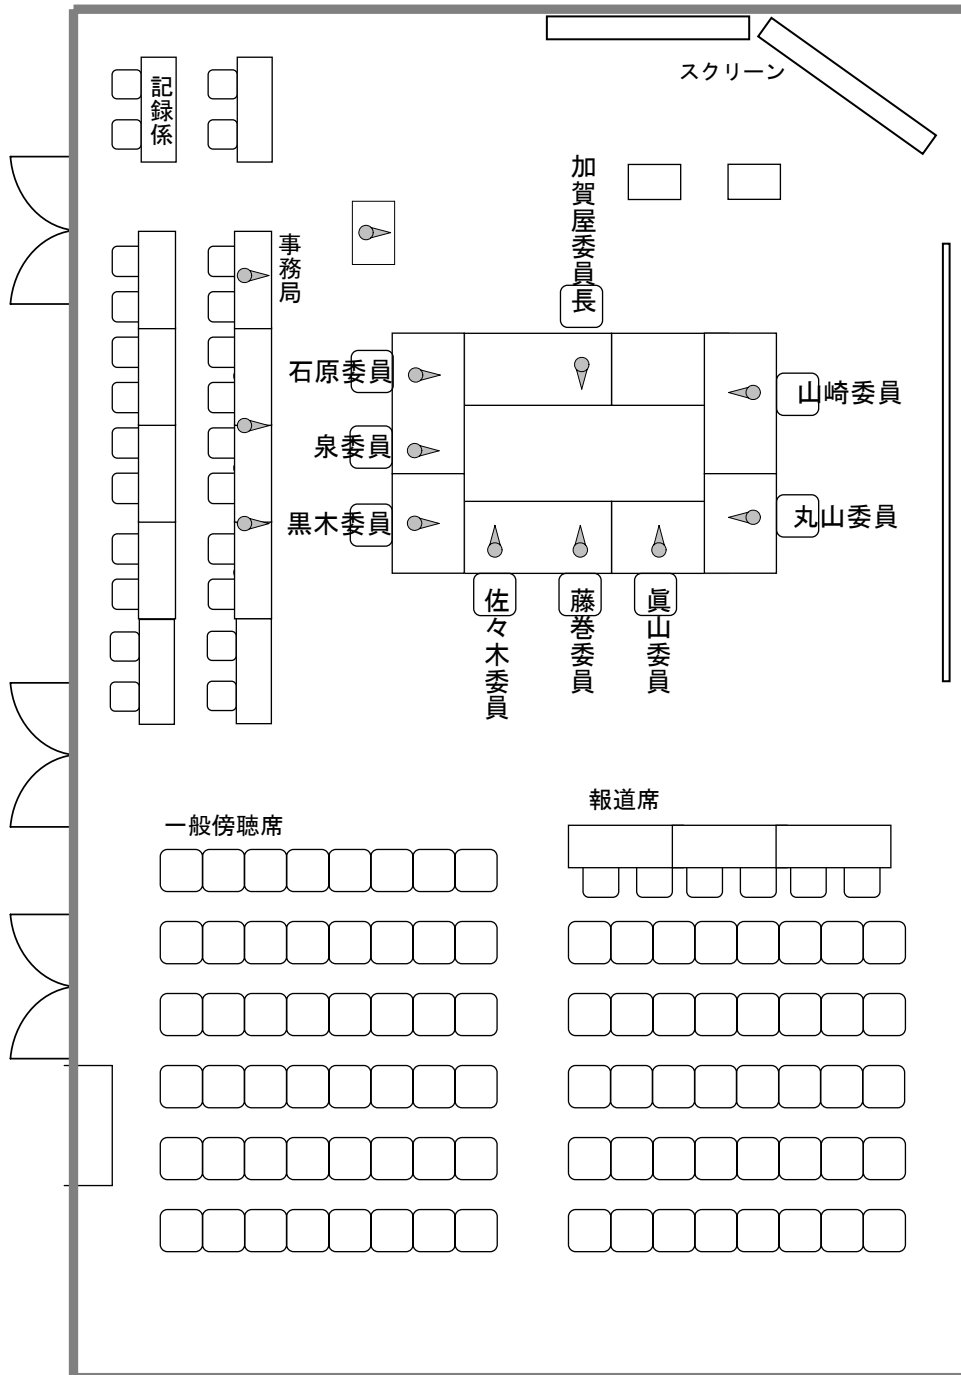 スクリーン
記録係
加賀屋委員長
事務局
石原委員
山崎委員
泉委員
黒木委員
丸山委員
佐々木委員
藤巻委員
眞山委員
報道席
一般傍聴席